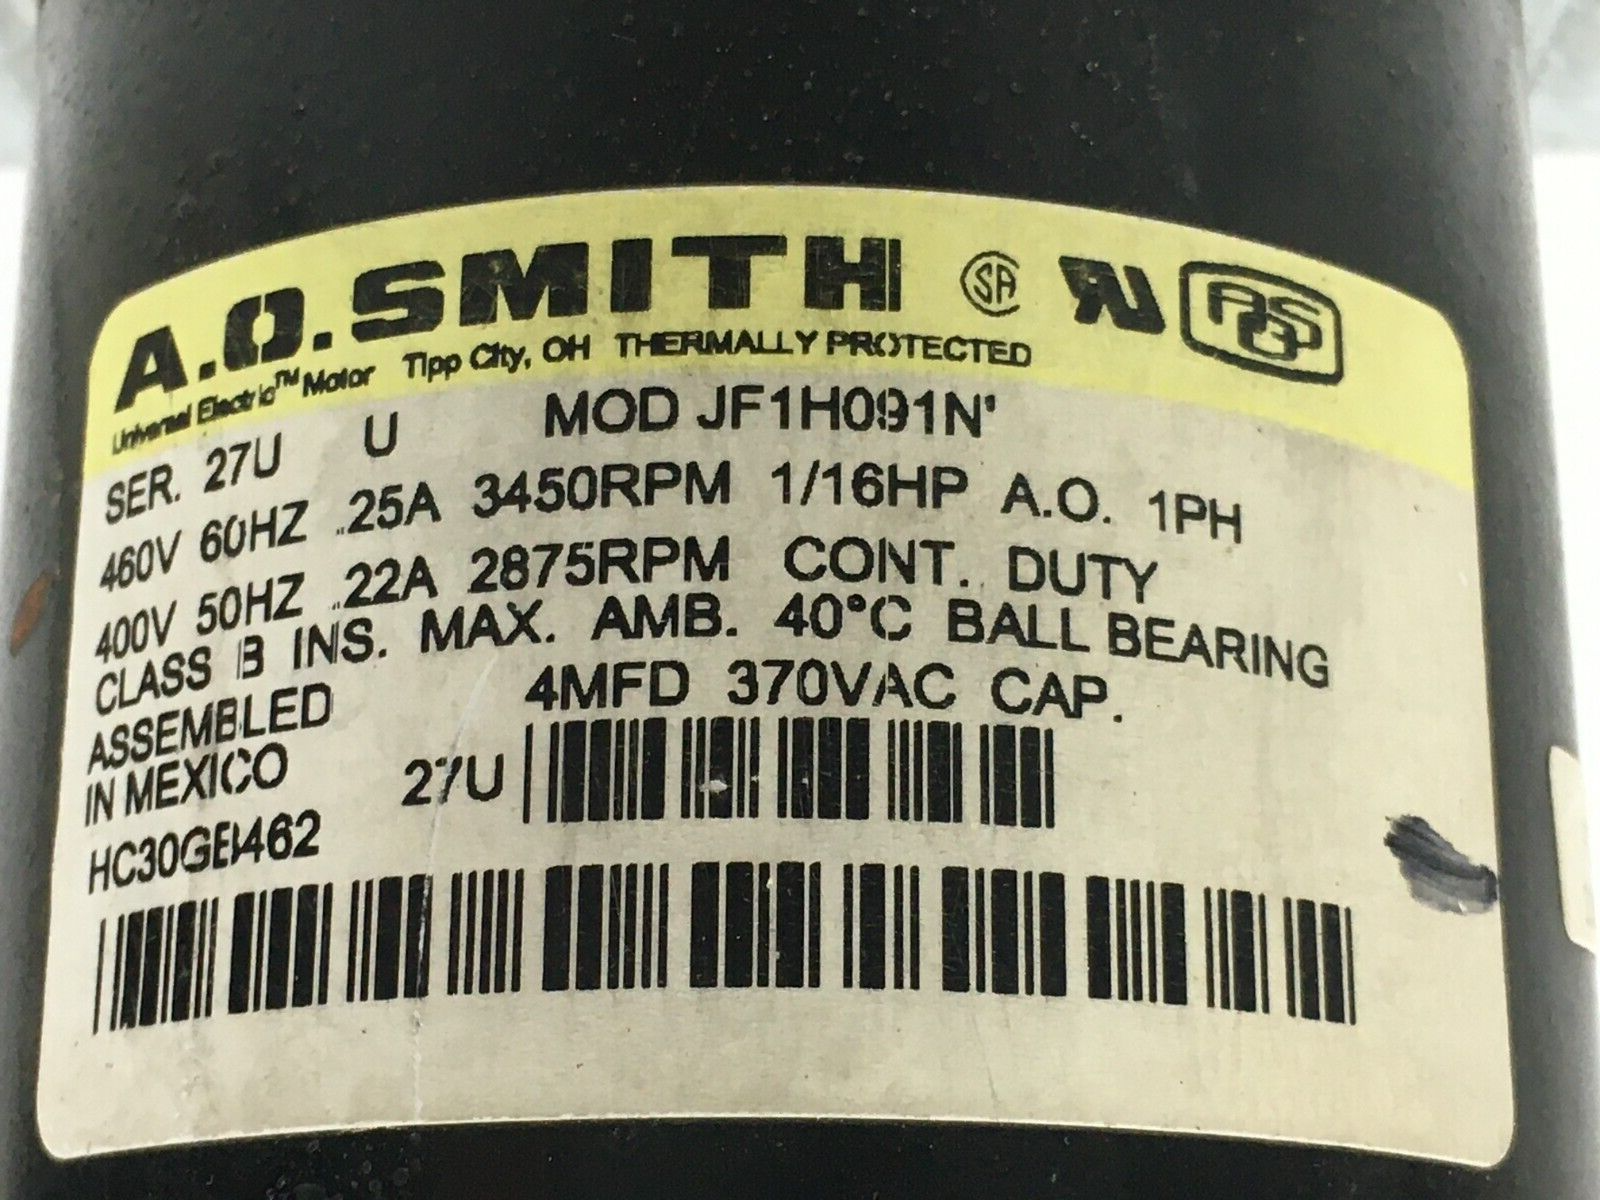 A.O.SMITH
Universal Electric™ Motor Tipp City, OH THERMALLY PROTECTED
SER. 27U U MOD JF1H091N
460V 60HZ .25A 3450RPM 1/16HP A.O. 1PH
400V 50HZ .22A 2875RPM CONT. DUTY
CLASS B INS. MAX. AMB. 40°C BALL BEARING
ASSEMBLED 4MFD 370VAC CAP.
IN MEXICO 27U